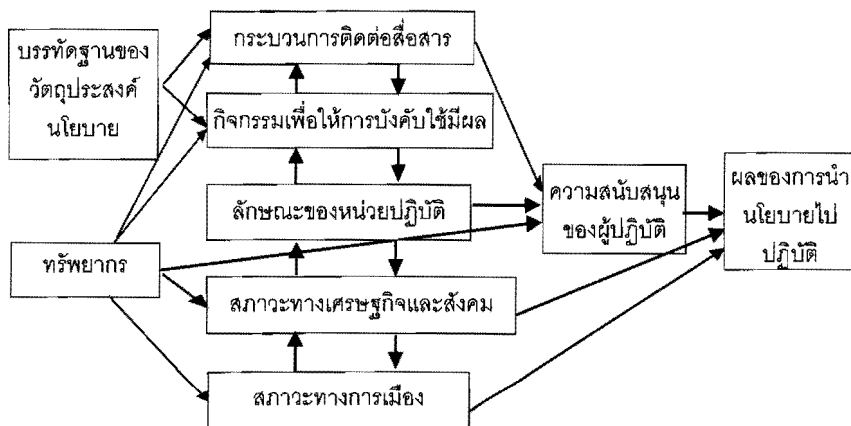 บรรทัดฐานของ
วัตถุประสงค์
นโยบาย
ทรัพยากร
กระบวนการติดต่อสื่อสาร
กิจกรรมเพื่อให้การบังคับใช้มีผล
ลักษณะของหน่วยปฏิบัติ
สภาวะทางเศรษฐกิจและสังคม
สภาวะทางการเมือง
ความสนับสนุน
ของผู้ปฏิบัติ
ผลของการนำ
นโยบายไป
ปฏิบัติ